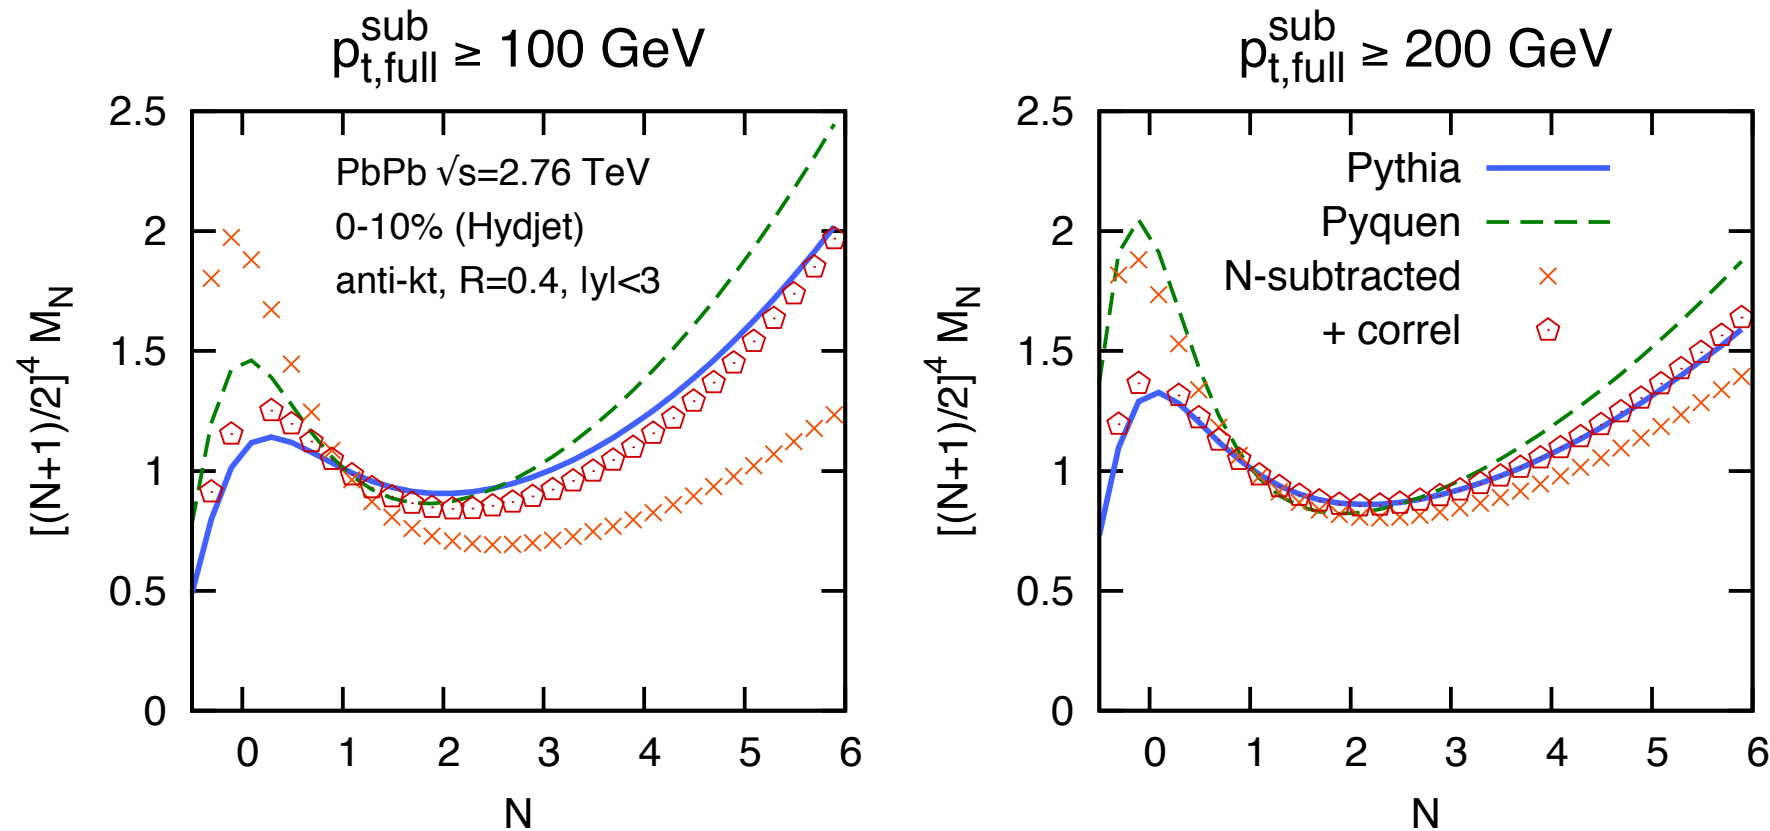 p_{t,full}^{sub} ≥ 100 GeV
2.5
2
1.5
1
0.5
0
[(N+1)/2]^4 M_N
PbPb √s=2.76 TeV
0-10% (Hydjet)
anti-kt, R=0.4, |y|<3
0 1 2 3 4 5 6
N
p_{t,full}^{sub} ≥ 200 GeV
2.5
2
1.5
1
0.5
0
[(N+1)/2]^4 M_N
Pythia
Pyquen
N-subtracted
+ correl
0 1 2 3 4 5 6
N